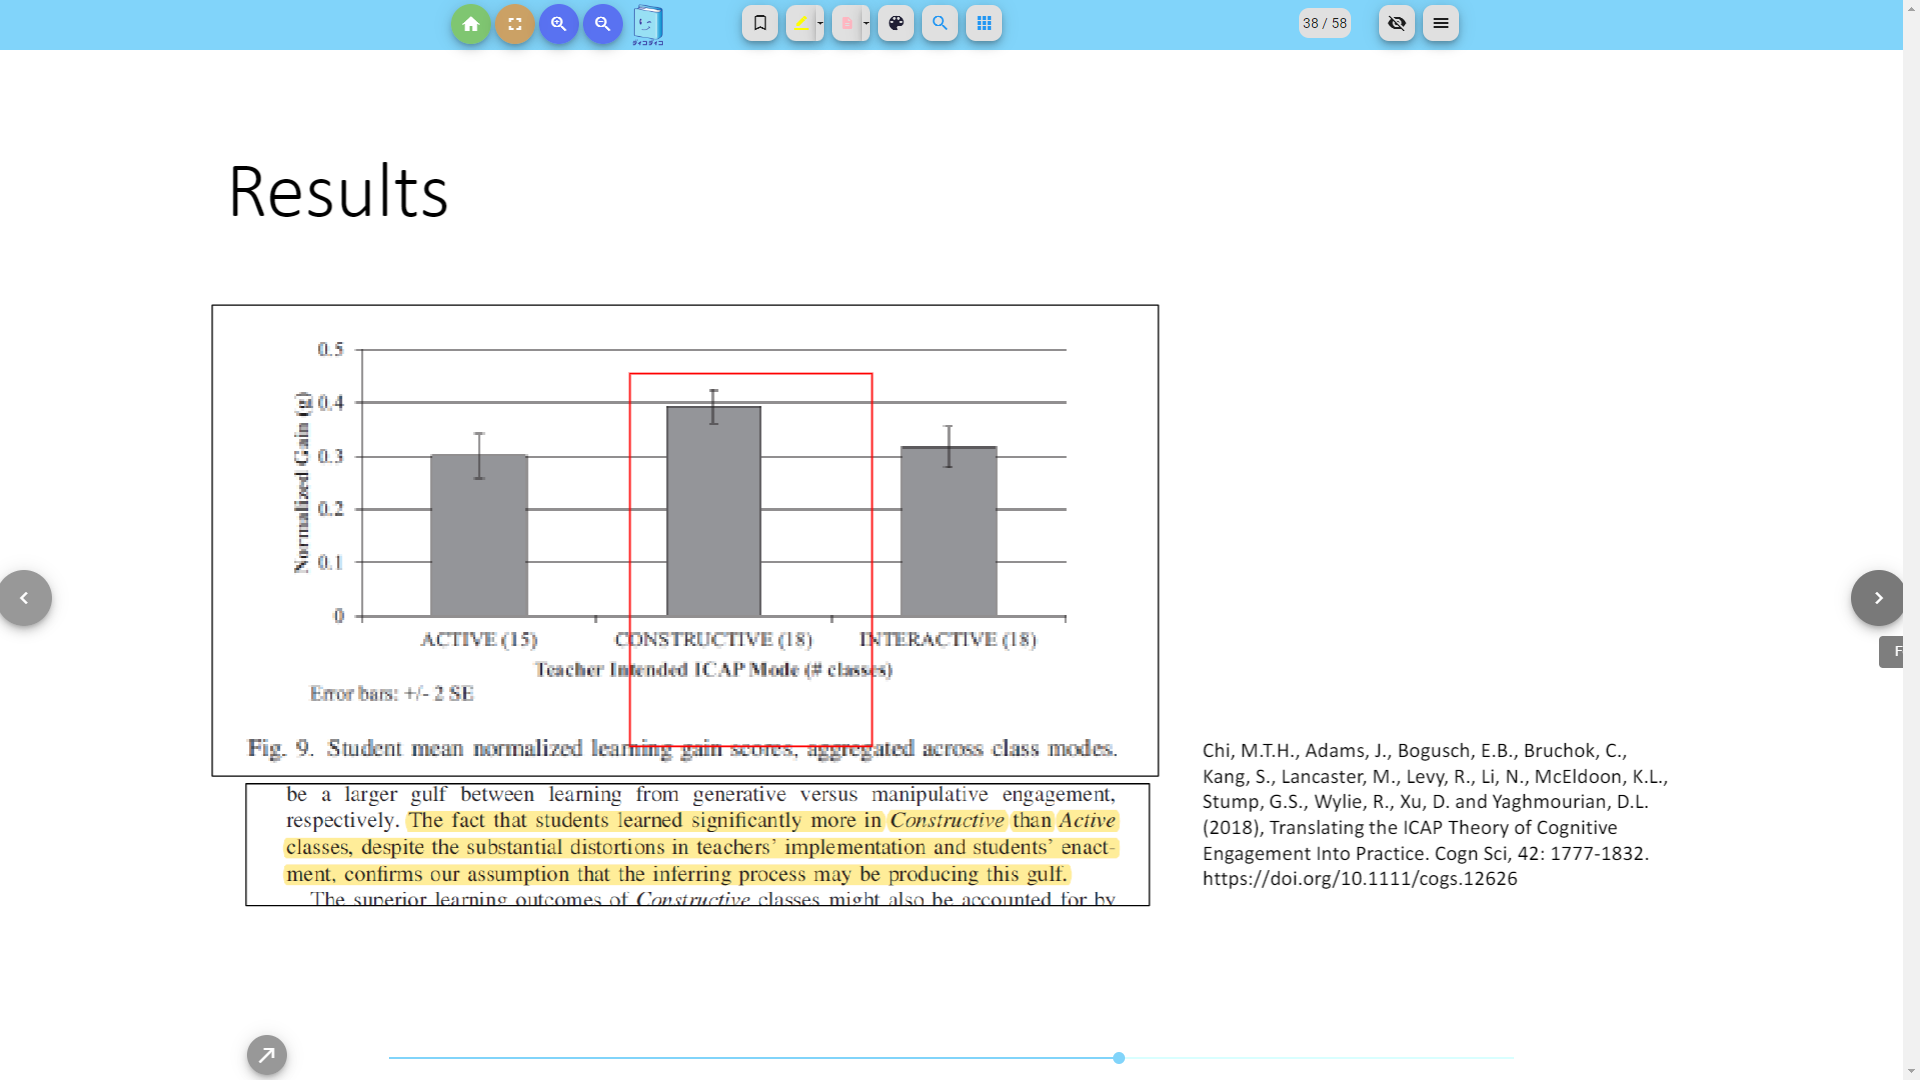 38 / 58
Results
0.5
0.4
0.3
0.2
0.1
0
Normalized Gain (g)
ACTIVE (15) CONSTRUCTIVE (18) INTERACTIVE (18)
Teacher Intended ICAP Mode (# classes)
Error bars: +/- 2 SE
Fig. 9. Student mean normalized learning gain scores, aggregated across class modes.
be a larger gulf between learning from generative versus manipulative engagement,
respectively. The fact that students learned significantly more in Constructive than Active
classes, despite the substantial distortions in teachers' implementation and students' enact-
ment, confirms our assumption that the inferring process may be producing this gulf.
The superior learning outcomes of Constructive classes might also be accounted for by
Chi, M.T.H., Adams, J., Bogusch, E.B., Bruchok, C.,
Kang, S., Lancaster, M., Levy, R., Li, N., McEldoon, K.L.,
Stump, G.S., Wylie, R., Xu, D. and Yaghmourian, D.L.
(2018), Translating the ICAP Theory of Cognitive
Engagement Into Practice. Cogn Sci, 42: 1777-1832.
https://doi.org/10.1111/cogs.12626